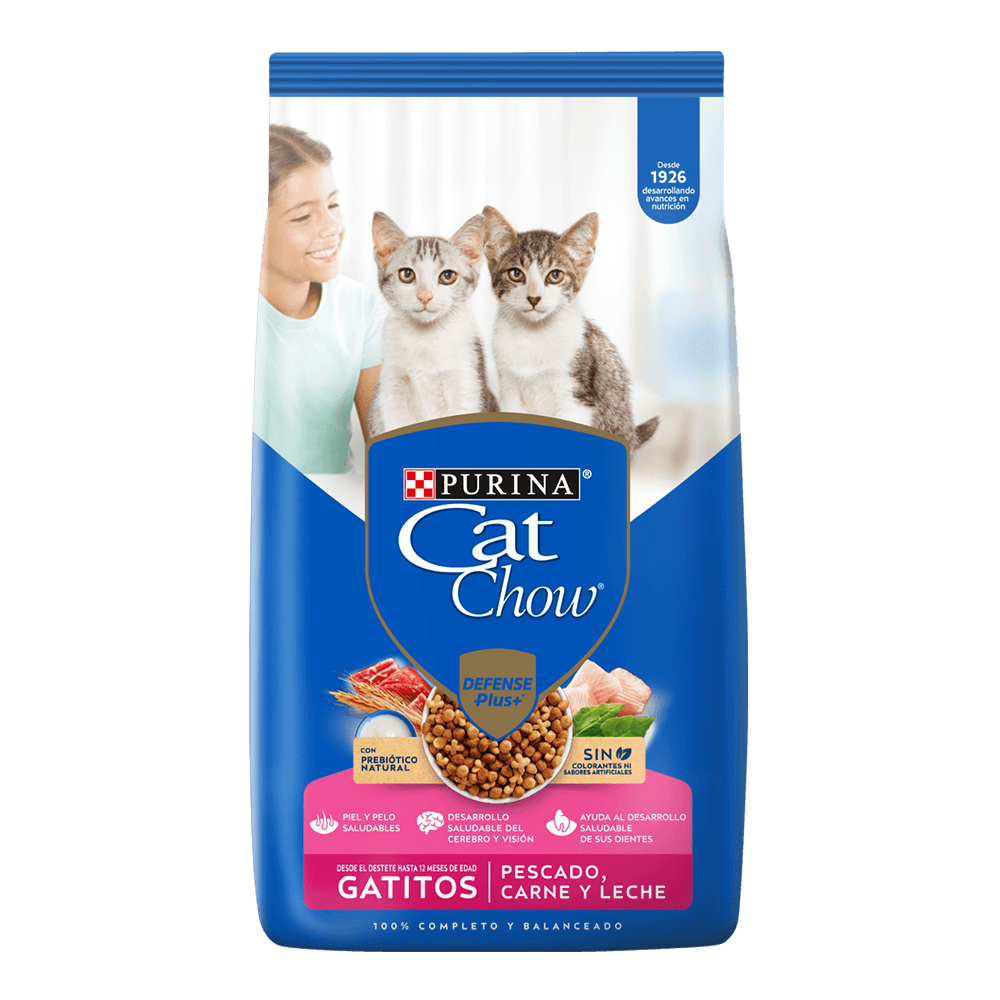 Desde
1926
desarrollando
avances en
nutrición
PURINA®
Cat
Chow®
DEFENSE
Plus+
CON
PREBIÓTICO
NATURAL
SIN
COLORANTES NI
SABORES ARTIFICIALES
PIEL Y PELO
SALUDABLES
DESARROLLO
SALUDABLE DEL
CEREBRO Y VISIÓN
AYUDA AL DESARROLLO
SALUDABLE
DE SUS DIENTES
DESDE EL DESTETE HASTA 12 MESES DE EDAD
GATITOS
PESCADO,
CARNE Y LECHE
100% COMPLETO Y BALANCEADO